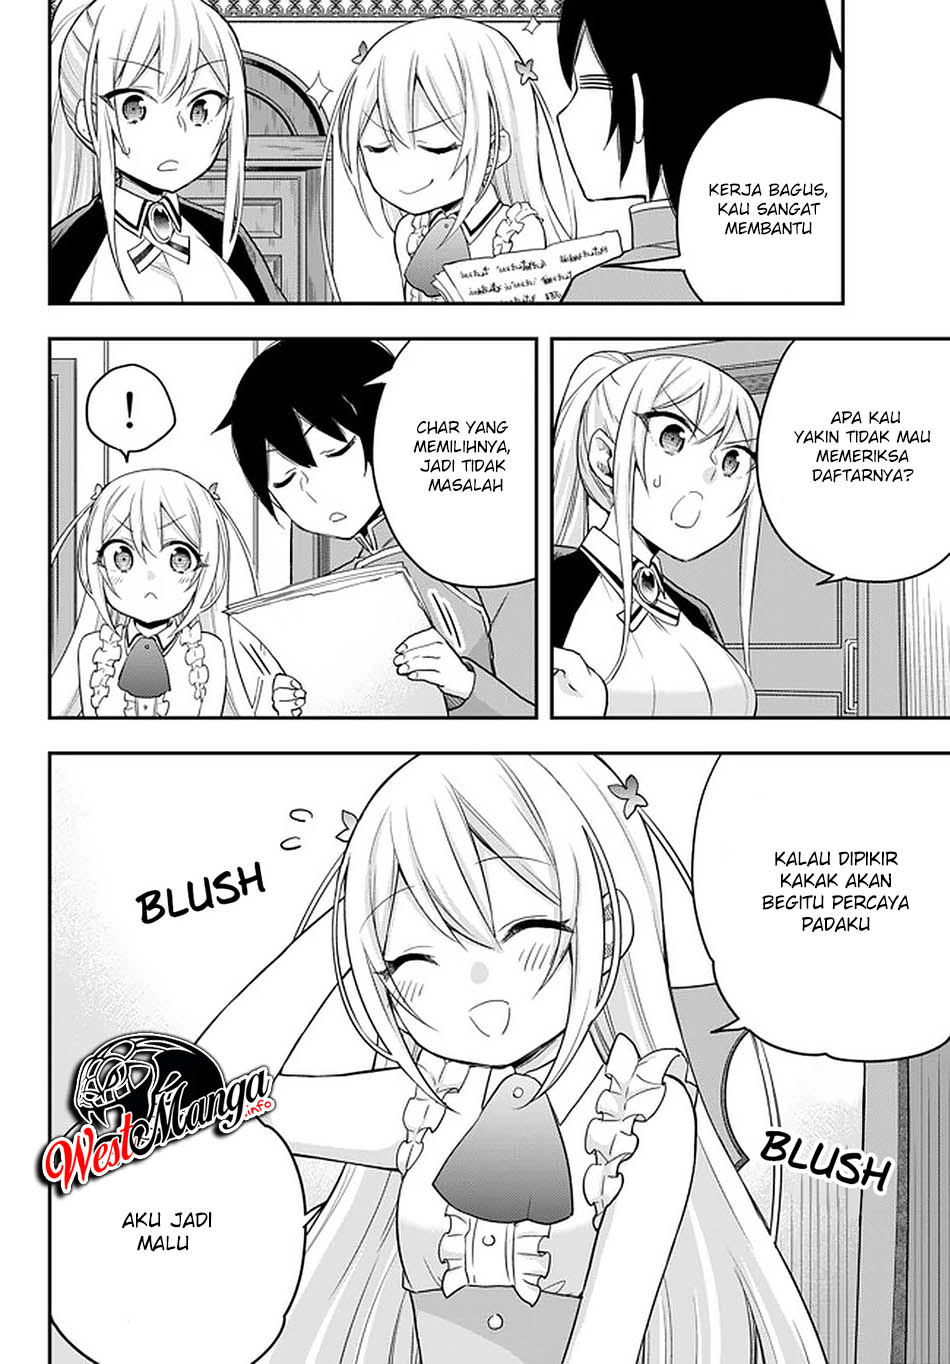 KERJA BAGUS,
KAU SANGAT
MEMBANTU
APA KAU
YAKIN TIDAK MAU
MEMERIKSA
DAFTARNYA?
CHAR YANG
MEMILIHNYA,
JADI TIDAK
MASALAH
!
KALAU DIPIKIR
KAKAK AKAN
BEGITU PERCAYA
PADAKU
BLUSH
BLUSH
AKU JADI
MALU
WestManga
.info